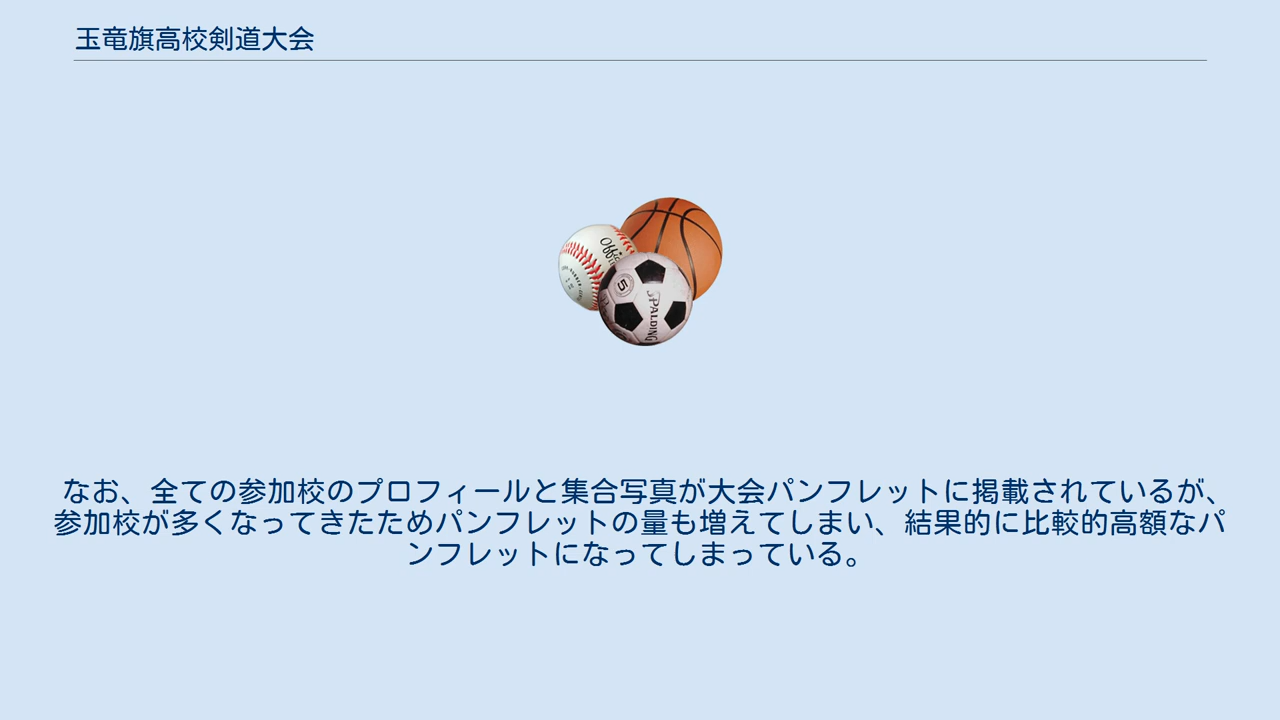 玉竜旗高校剣道大会
Offic
5
SPALDING
なお、全ての参加校のプロフィールと集合写真が大会パンフレットに掲載されているが、
参加校が多くなってきたためパンフレットの量も増えてしまい、結果的に比較的高額なパ
ンフレットになってしまっている。